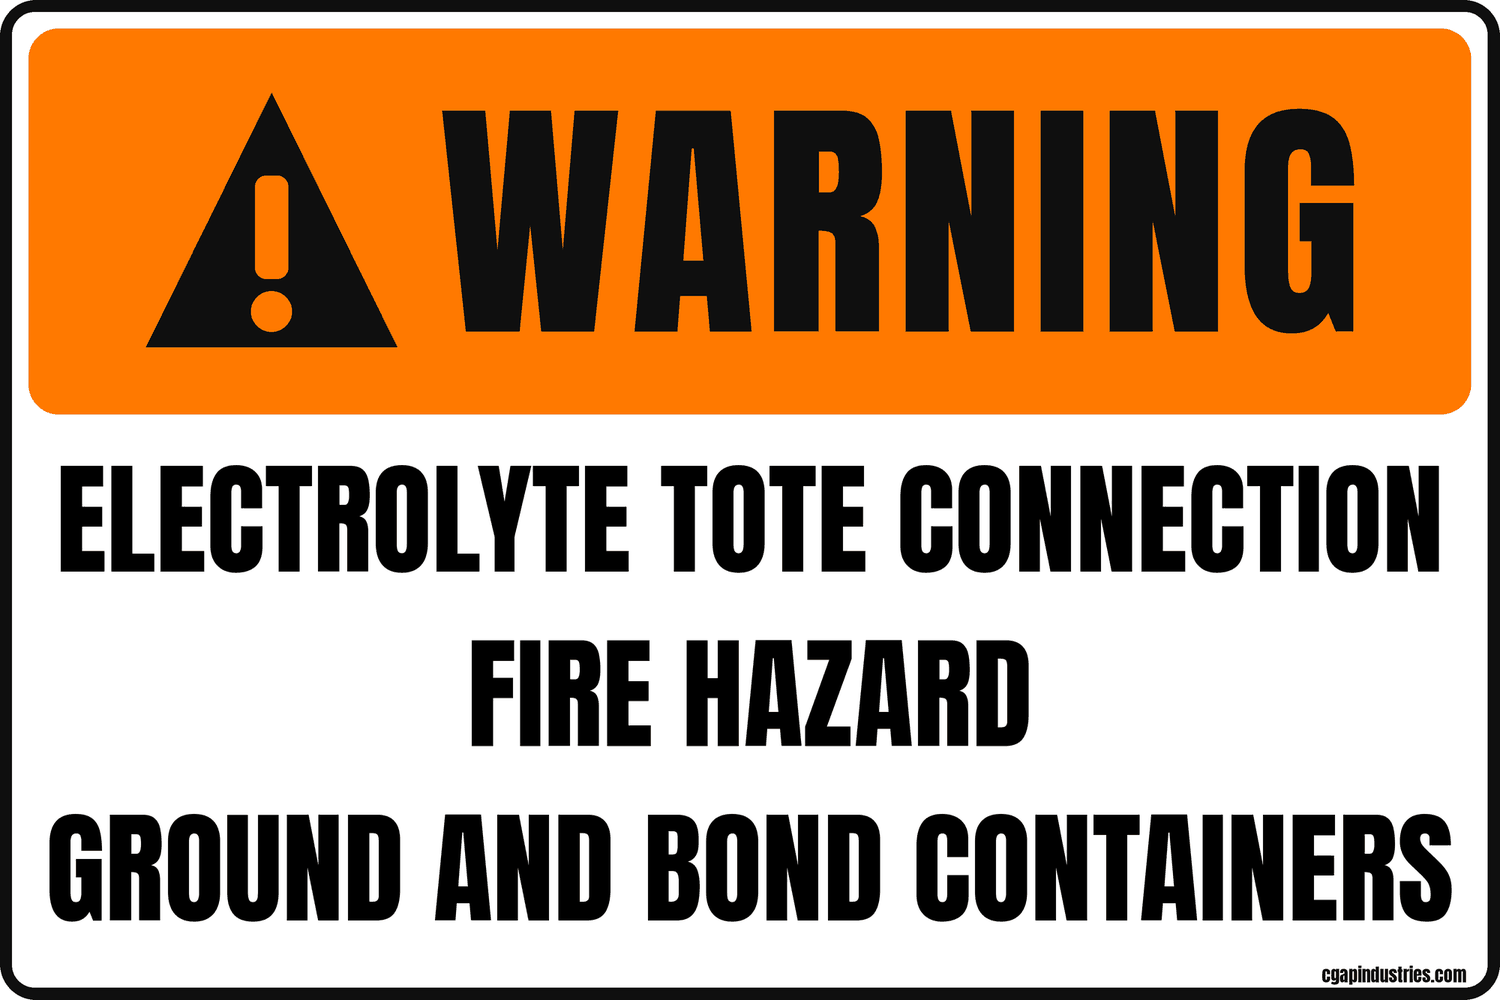 WARNING
ELECTROLYTE TOTE CONNECTION
FIRE HAZARD
GROUND AND BOND CONTAINERS
cgapindustries.com